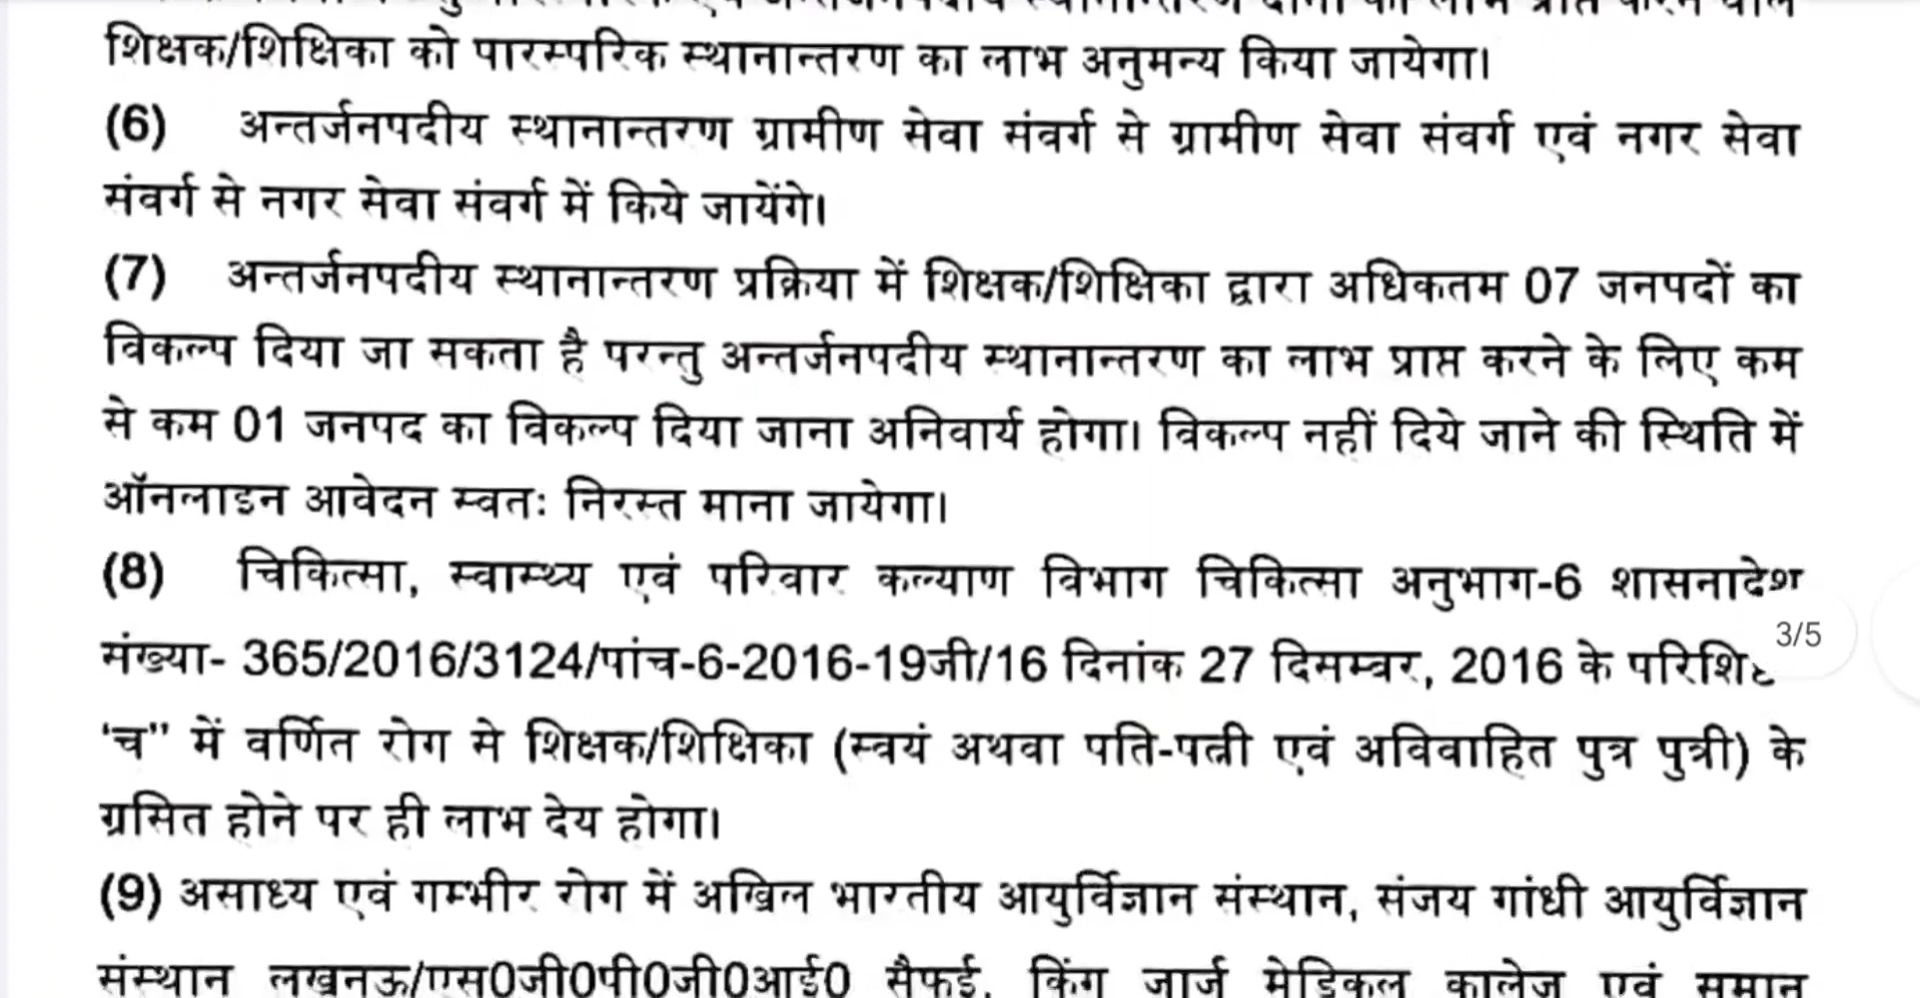 शिक्षक/शिक्षिका को पारस्परिक स्थानान्तरण का लाभ अनुमन्य किया जायेगा।
(6) अन्तर्जनपदीय स्थानान्तरण ग्रामीण सेवा संवर्ग से ग्रामीण सेवा संवर्ग एवं नगर सेवा
संवर्ग से नगर सेवा संवर्ग में किये जायेंगे।
(7) अन्तर्जनपदीय स्थानान्तरण प्रक्रिया में शिक्षक/शिक्षिका द्वारा अधिकतम 07 जनपदों का
विकल्प दिया जा सकता है परन्तु अन्तर्जनपदीय स्थानान्तरण का लाभ प्राप्त करने के लिए कम
से कम 01 जनपद का विकल्प दिया जाना अनिवार्य होगा। विकल्प नहीं दिये जाने की स्थिति में
ऑनलाइन आवेदन स्वतः निरस्त माना जायेगा।
(8) चिकित्सा, स्वास्थ्य एवं परिवार कल्याण विभाग चिकित्सा अनुभाग-6 शासनादेश
संख्या- 365/2016/3124/पांच-6-2016-19जी/16 दिनांक 27 दिसम्बर, 2016 के
3/5
'च" में वर्णित रोग से शिक्षक/शिक्षिका (स्वयं अथवा पति-पत्नी एवं अविवाहित पुत्र पुत्री) के
ग्रसित होने पर ही लाभ देय होगा।
(9) असाध्य एवं गम्भीर रोग में अखिल भारतीय आयुर्विज्ञान संस्थान, संजय गांधी आयुर्विज्ञान
संस्थान लखनऊ/एस0जी0पी0जी0आई0 सैफई, किंग जार्ज मेडिकल कालेज एवं समान